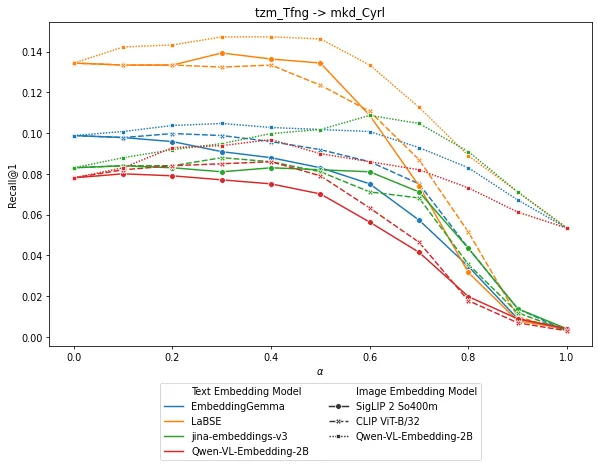 tzm_Tfng -> mkd_Cyrl
Recall@1
0.14
0.12
0.10
0.08
0.06
0.04
0.02
0.00
0.0 0.2 0.4 0.6 0.8 1.0
α
Text Embedding Model
EmbeddingGemma
LaBSE
jina-embeddings-v3
Qwen-VL-Embedding-2B
Image Embedding Model
SigLIP 2 So400m
CLIP ViT-B/32
Qwen-VL-Embedding-2B